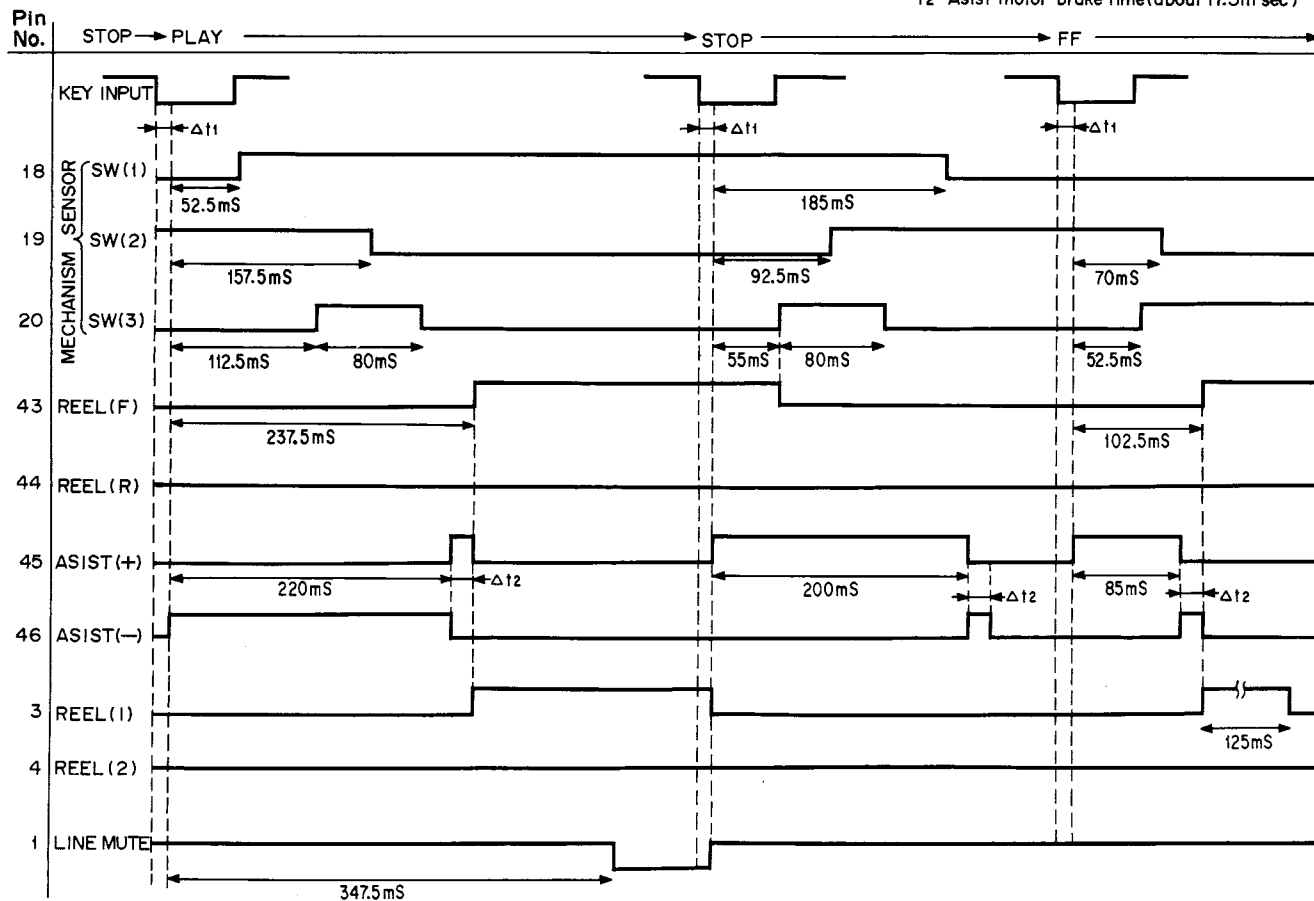 t2 Asist motor brake time(about 17.5m sec)
Pin No. STOP → PLAY → STOP → FF
KEY INPUT
Δt1 Δt1 Δt1
MECHANISM SENSOR
18 SW(1)
52.5mS 185mS
19 SW(2)
157.5mS 92.5mS 70mS
20 SW(3)
112.5mS 80mS 55mS 80mS 52.5mS
43 REEL(F)
237.5mS 102.5mS
44 REEL(R)
45 ASIST(+)
220mS Δt2 200mS Δt2 85mS Δt2
46 ASIST(—)
3 REEL(1)
125mS
4 REEL(2)
1 LINE MUTE
347.5mS